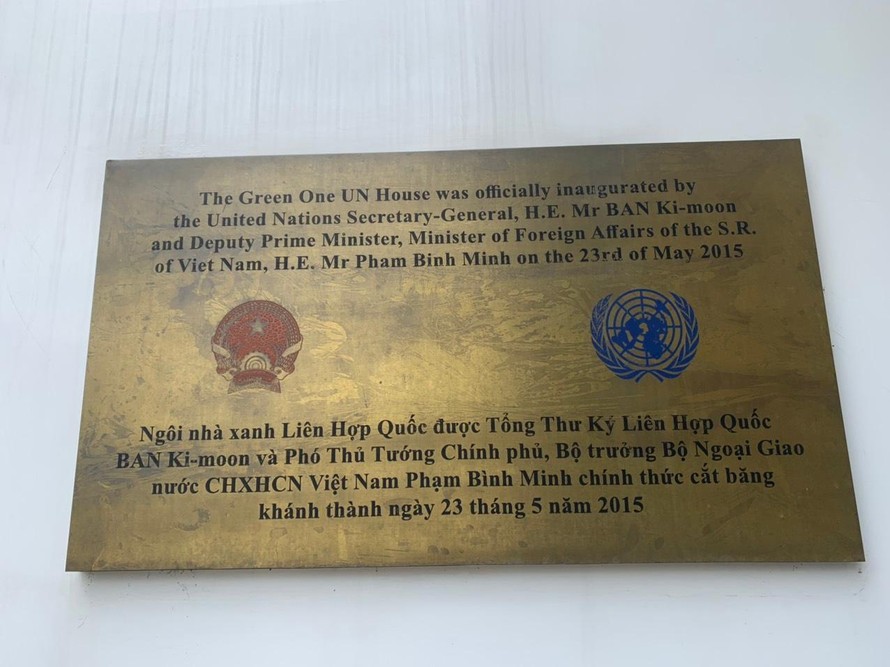 The Green One UN House was officially inaugurated by
the United Nations Secretary-General, H.E. Mr BAN Ki-moon
and Deputy Prime Minister, Minister of Foreign Affairs of the S.R.
of Viet Nam, H.E. Mr Pham Binh Minh on the 23rd of May 2015
Ngôi nhà xanh Liên Hợp Quốc được Tổng Thư Ký Liên Hợp Quốc
BAN Ki-moon và Phó Thủ Tướng Chính phủ, Bộ trưởng Bộ Ngoại Giao
nước CHXHCN Việt Nam Phạm Bình Minh chính thức cắt băng
khánh thành ngày 23 tháng 5 năm 2015